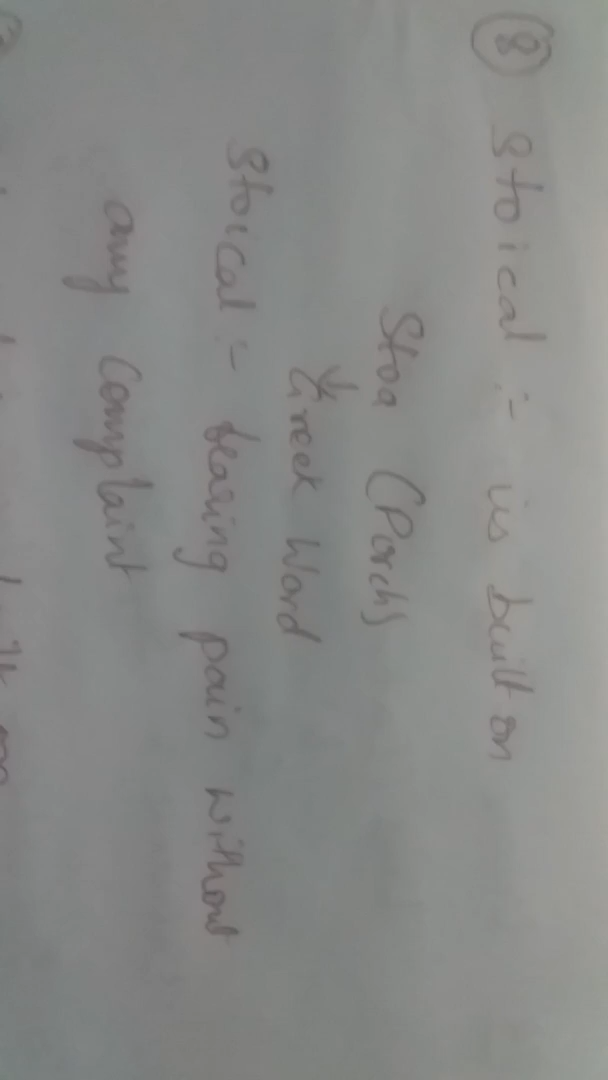 ⑧ Stoical :- is built on
Stoa (Porch)
↓
Greek Word
Stoical :- bearing pain without
any Complaint